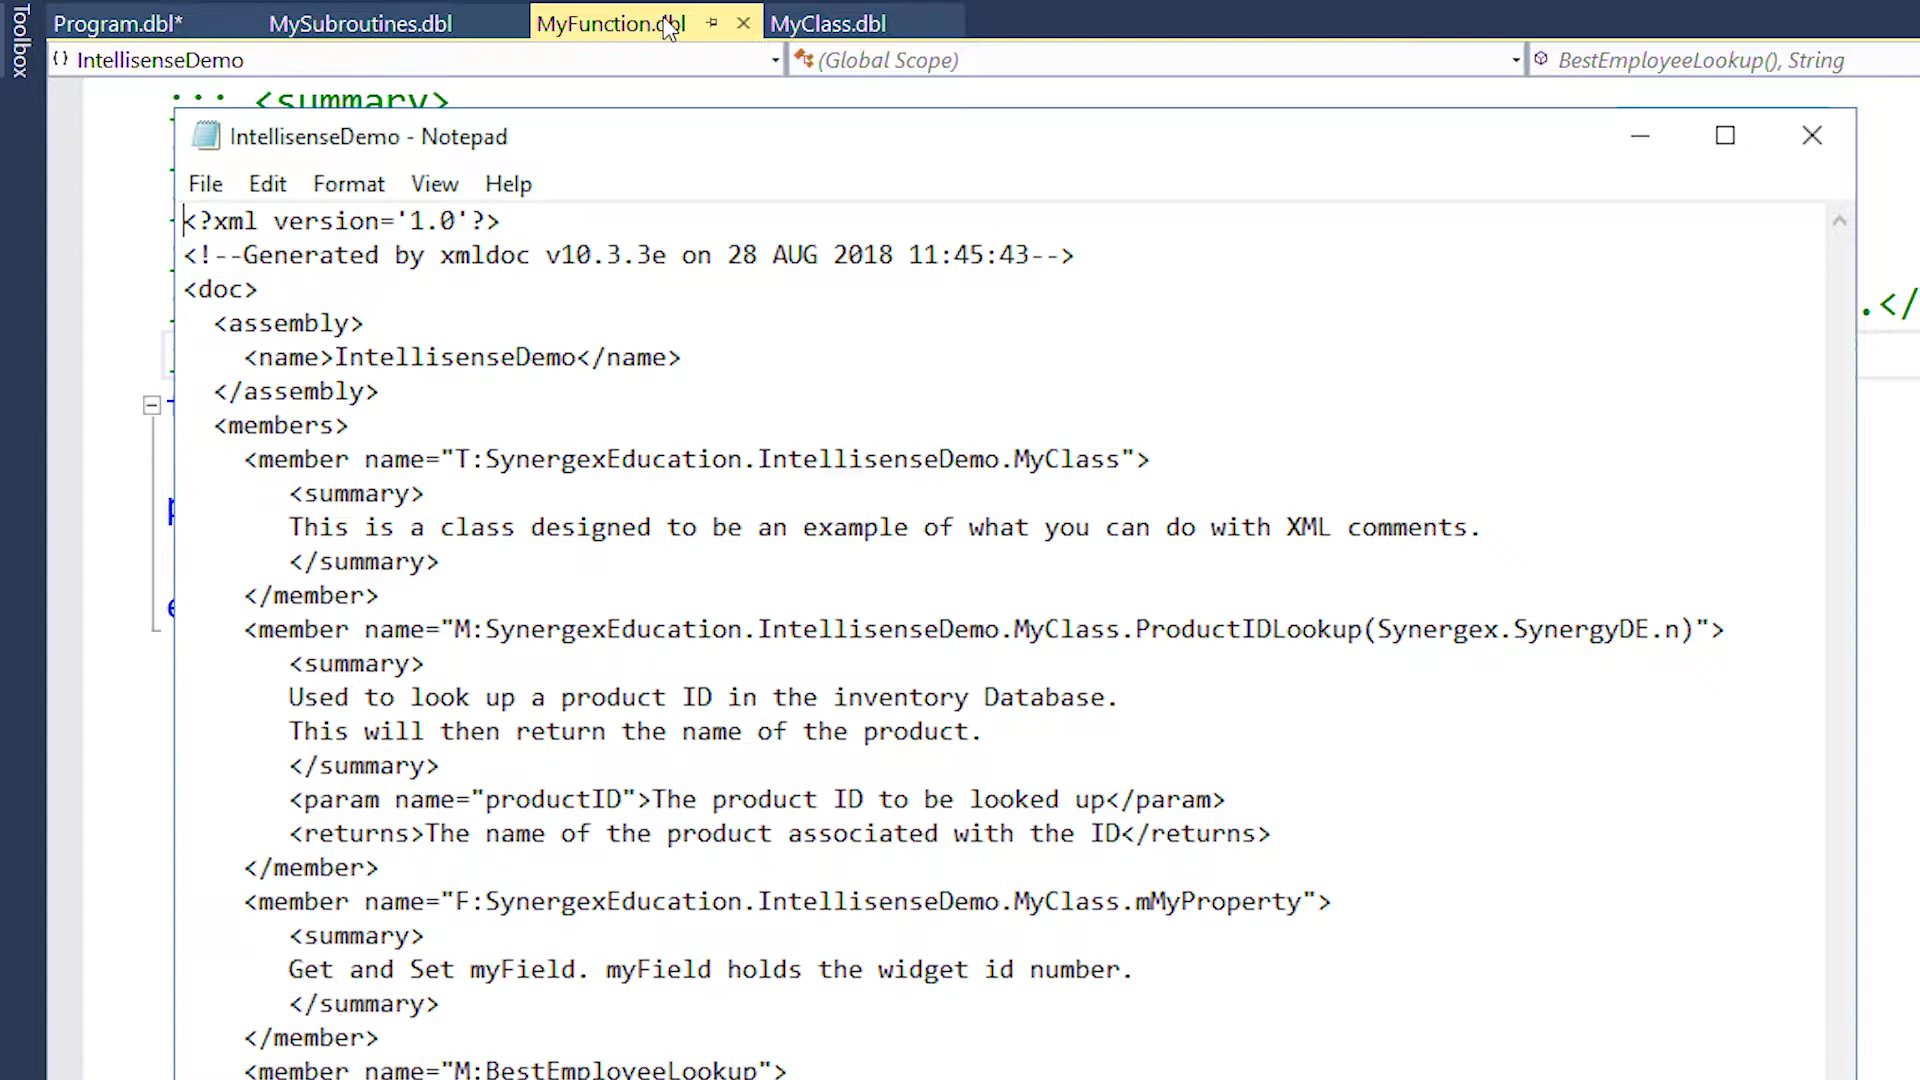 Toolbox
Program.dbl* MySubroutines.dbl MyFunction.dbl MyClass.dbl
IntellisenseDemo (Global Scope) BestEmployeeLookup(), String
;;; <summary>
IntellisenseDemo - Notepad
File Edit Format View Help
<?xml version='1.0'?>
<!--Generated by xmldoc v10.3.3e on 28 AUG 2018 11:45:43-->
<doc>
<assembly>
<name>IntellisenseDemo</name>
</assembly>
<members>
<member name="T:SynergexEducation.IntellisenseDemo.MyClass">
<summary>
This is a class designed to be an example of what you can do with XML comments.
</summary>
</member>
<member name="M:SynergexEducation.IntellisenseDemo.MyClass.ProductIDLookup(Synergex.SynergyDE.n)">
<summary>
Used to look up a product ID in the inventory Database.
This will then return the name of the product.
</summary>
<param name="productID">The product ID to be looked up</param>
<returns>The name of the product associated with the ID</returns>
</member>
<member name="F:SynergexEducation.IntellisenseDemo.MyClass.mMyProperty">
<summary>
Get and Set myField. myField holds the widget id number.
</summary>
</member>
<member name="M:BestEmployeeLookup">
.</